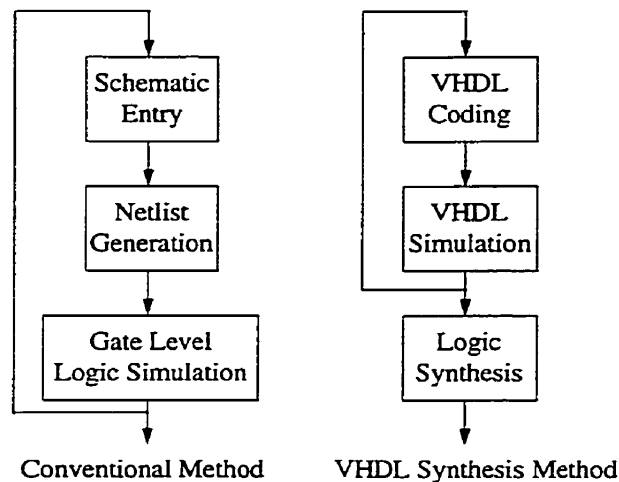 Schematic
Entry
Netlist
Generation
Gate Level
Logic Simulation
Conventional Method
VHDL
Coding
VHDL
Simulation
Logic
Synthesis
VHDL Synthesis Method